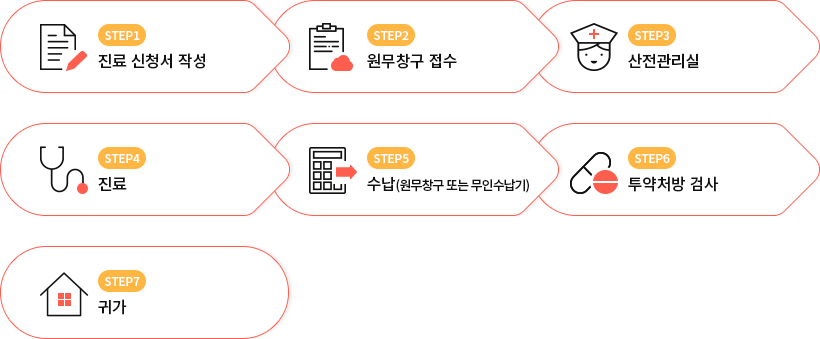 STEP1
진료 신청서 작성
STEP2
원무창구 접수
STEP3
산전관리실
STEP4
진료
STEP5
수납(원무창구 또는 무인수납기)
STEP6
투약처방 검사
STEP7
귀가